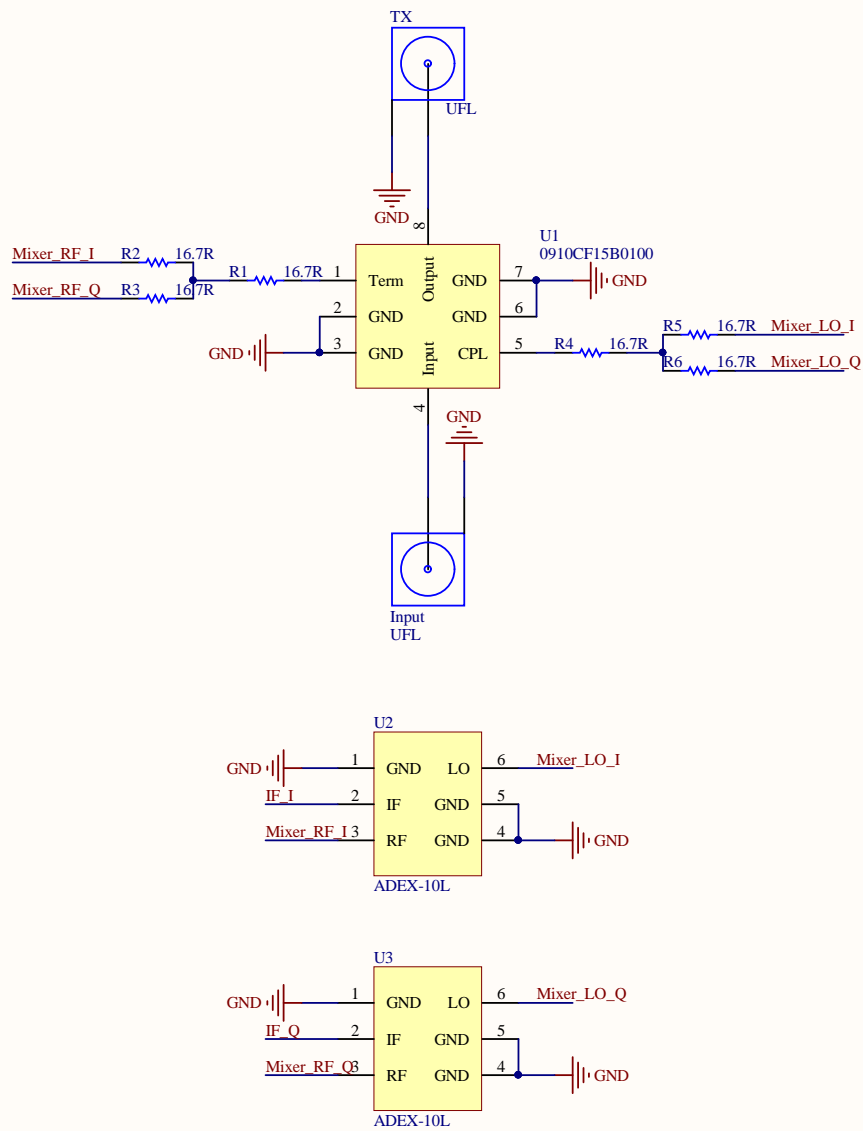 TX
UFL
GND
8
U1
0910CF15B0100
Mixer_RF_I R2 16.7R
R1 16.7R 1 Term Output GND 7 GND
Mixer_RF_Q R3 16.7R
2 GND GND 6
R5 16.7R Mixer_LO_I
GND 3 GND Input CPL 5 R4 16.7R
R6 16.7R Mixer_LO_Q
4
GND
Input
UFL
U2
GND 1 GND LO 6 Mixer_LO_I
IF_I 2 IF GND 5
Mixer_RF_I 3 RF GND 4 GND
ADEX-10L
U3
GND 1 GND LO 6 Mixer_LO_Q
IF_Q 2 IF GND 5
Mixer_RF_Q 3 RF GND 4 GND
ADEX-10L